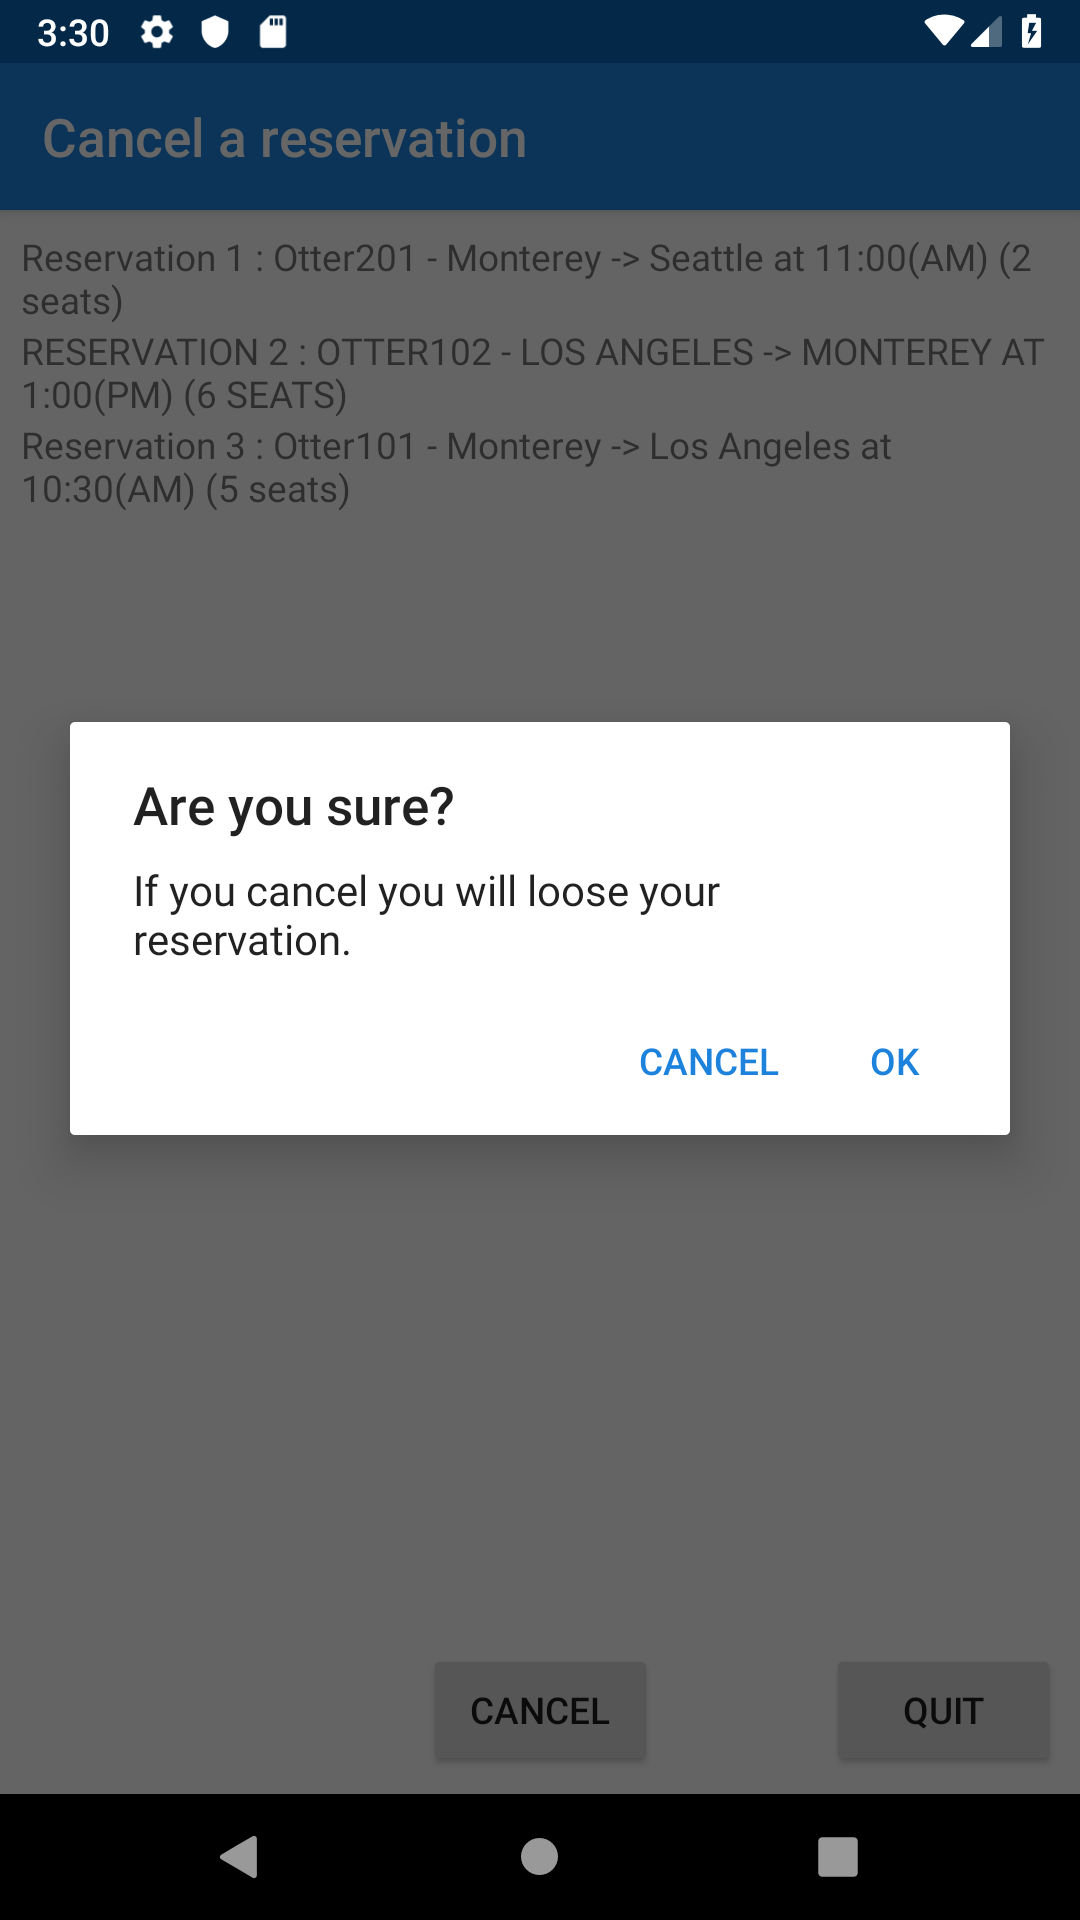 3:30
Cancel a reservation
Reservation 1 : Otter201 - Monterey -> Seattle at 11:00(AM) (2
seats)
RESERVATION 2 : OTTER102 - LOS ANGELES -> MONTEREY AT
1:00(PM) (6 SEATS)
Reservation 3 : Otter101 - Monterey -> Los Angeles at
10:30(AM) (5 seats)
Are you sure?
If you cancel you will loose your
reservation.
CANCEL OK
CANCEL QUIT